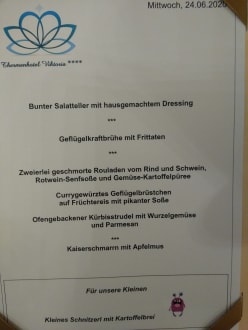 Mittwoch, 24.06.2020
Thermenhotel Viktoria ****
Bunter Salatteller mit hausgemachtem Dressing
***
Geflügelkraftbrühe mit Frittaten
***
Zweierlei geschmorte Rouladen vom Rind und Schwein,
Rotwein-Senfsoße und Gemüse-Kartoffelpüree
Currygewürztes Geflügelbrüstchen
auf Früchtereis mit pikanter Soße
Ofengebackener Kürbisstrudel mit Wurzelgemüse
und Parmesan
***
Kaiserschmarrn mit Apfelmus
Für unsere Kleinen
Kleines Schnitzerl mit Kartoffelbrei